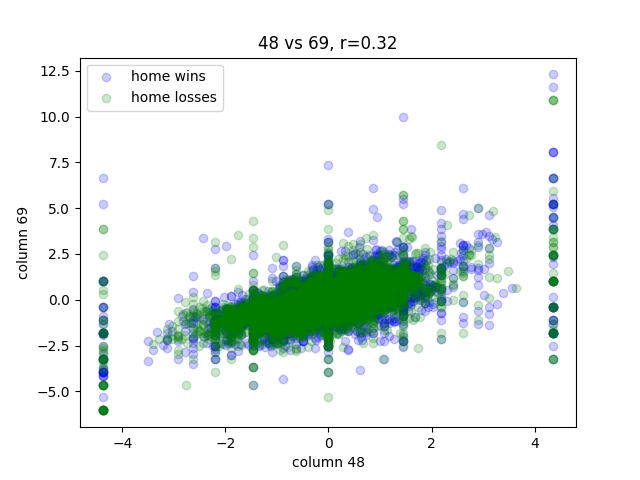 48 vs 69, r=0.32
home wins
home losses
12.5
10.0
7.5
5.0
2.5
0.0
−2.5
−5.0
column 69
−4
−2
0
2
4
column 48